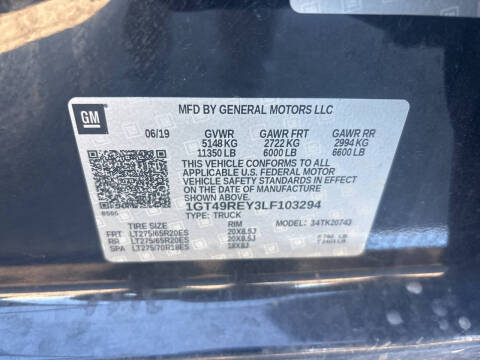 MFD BY GENERAL MOTORS LLC
GM
06/19 GVWR GAWR FRT GAWR RR
5148 KG 2722 KG 2994 KG
11350 LB 6000 LB 6600 LB
THIS VEHICLE CONFORMS TO ALL
APPLICABLE U.S. FEDERAL MOTOR
VEHICLE SAFETY STANDARDS IN
EFFECT ON THE DATE OF MANUFACTURE
SHOWN ABOVE.
1GT49REY3LF103294
TYPE: TRUCK
MODEL: 34TK20743
TIRE SIZE RIM
FRT LT275/65R20ES 20X8.5J
RR LT275/65R20ES 20X8.5J
LT275/70R18ES 18X8J